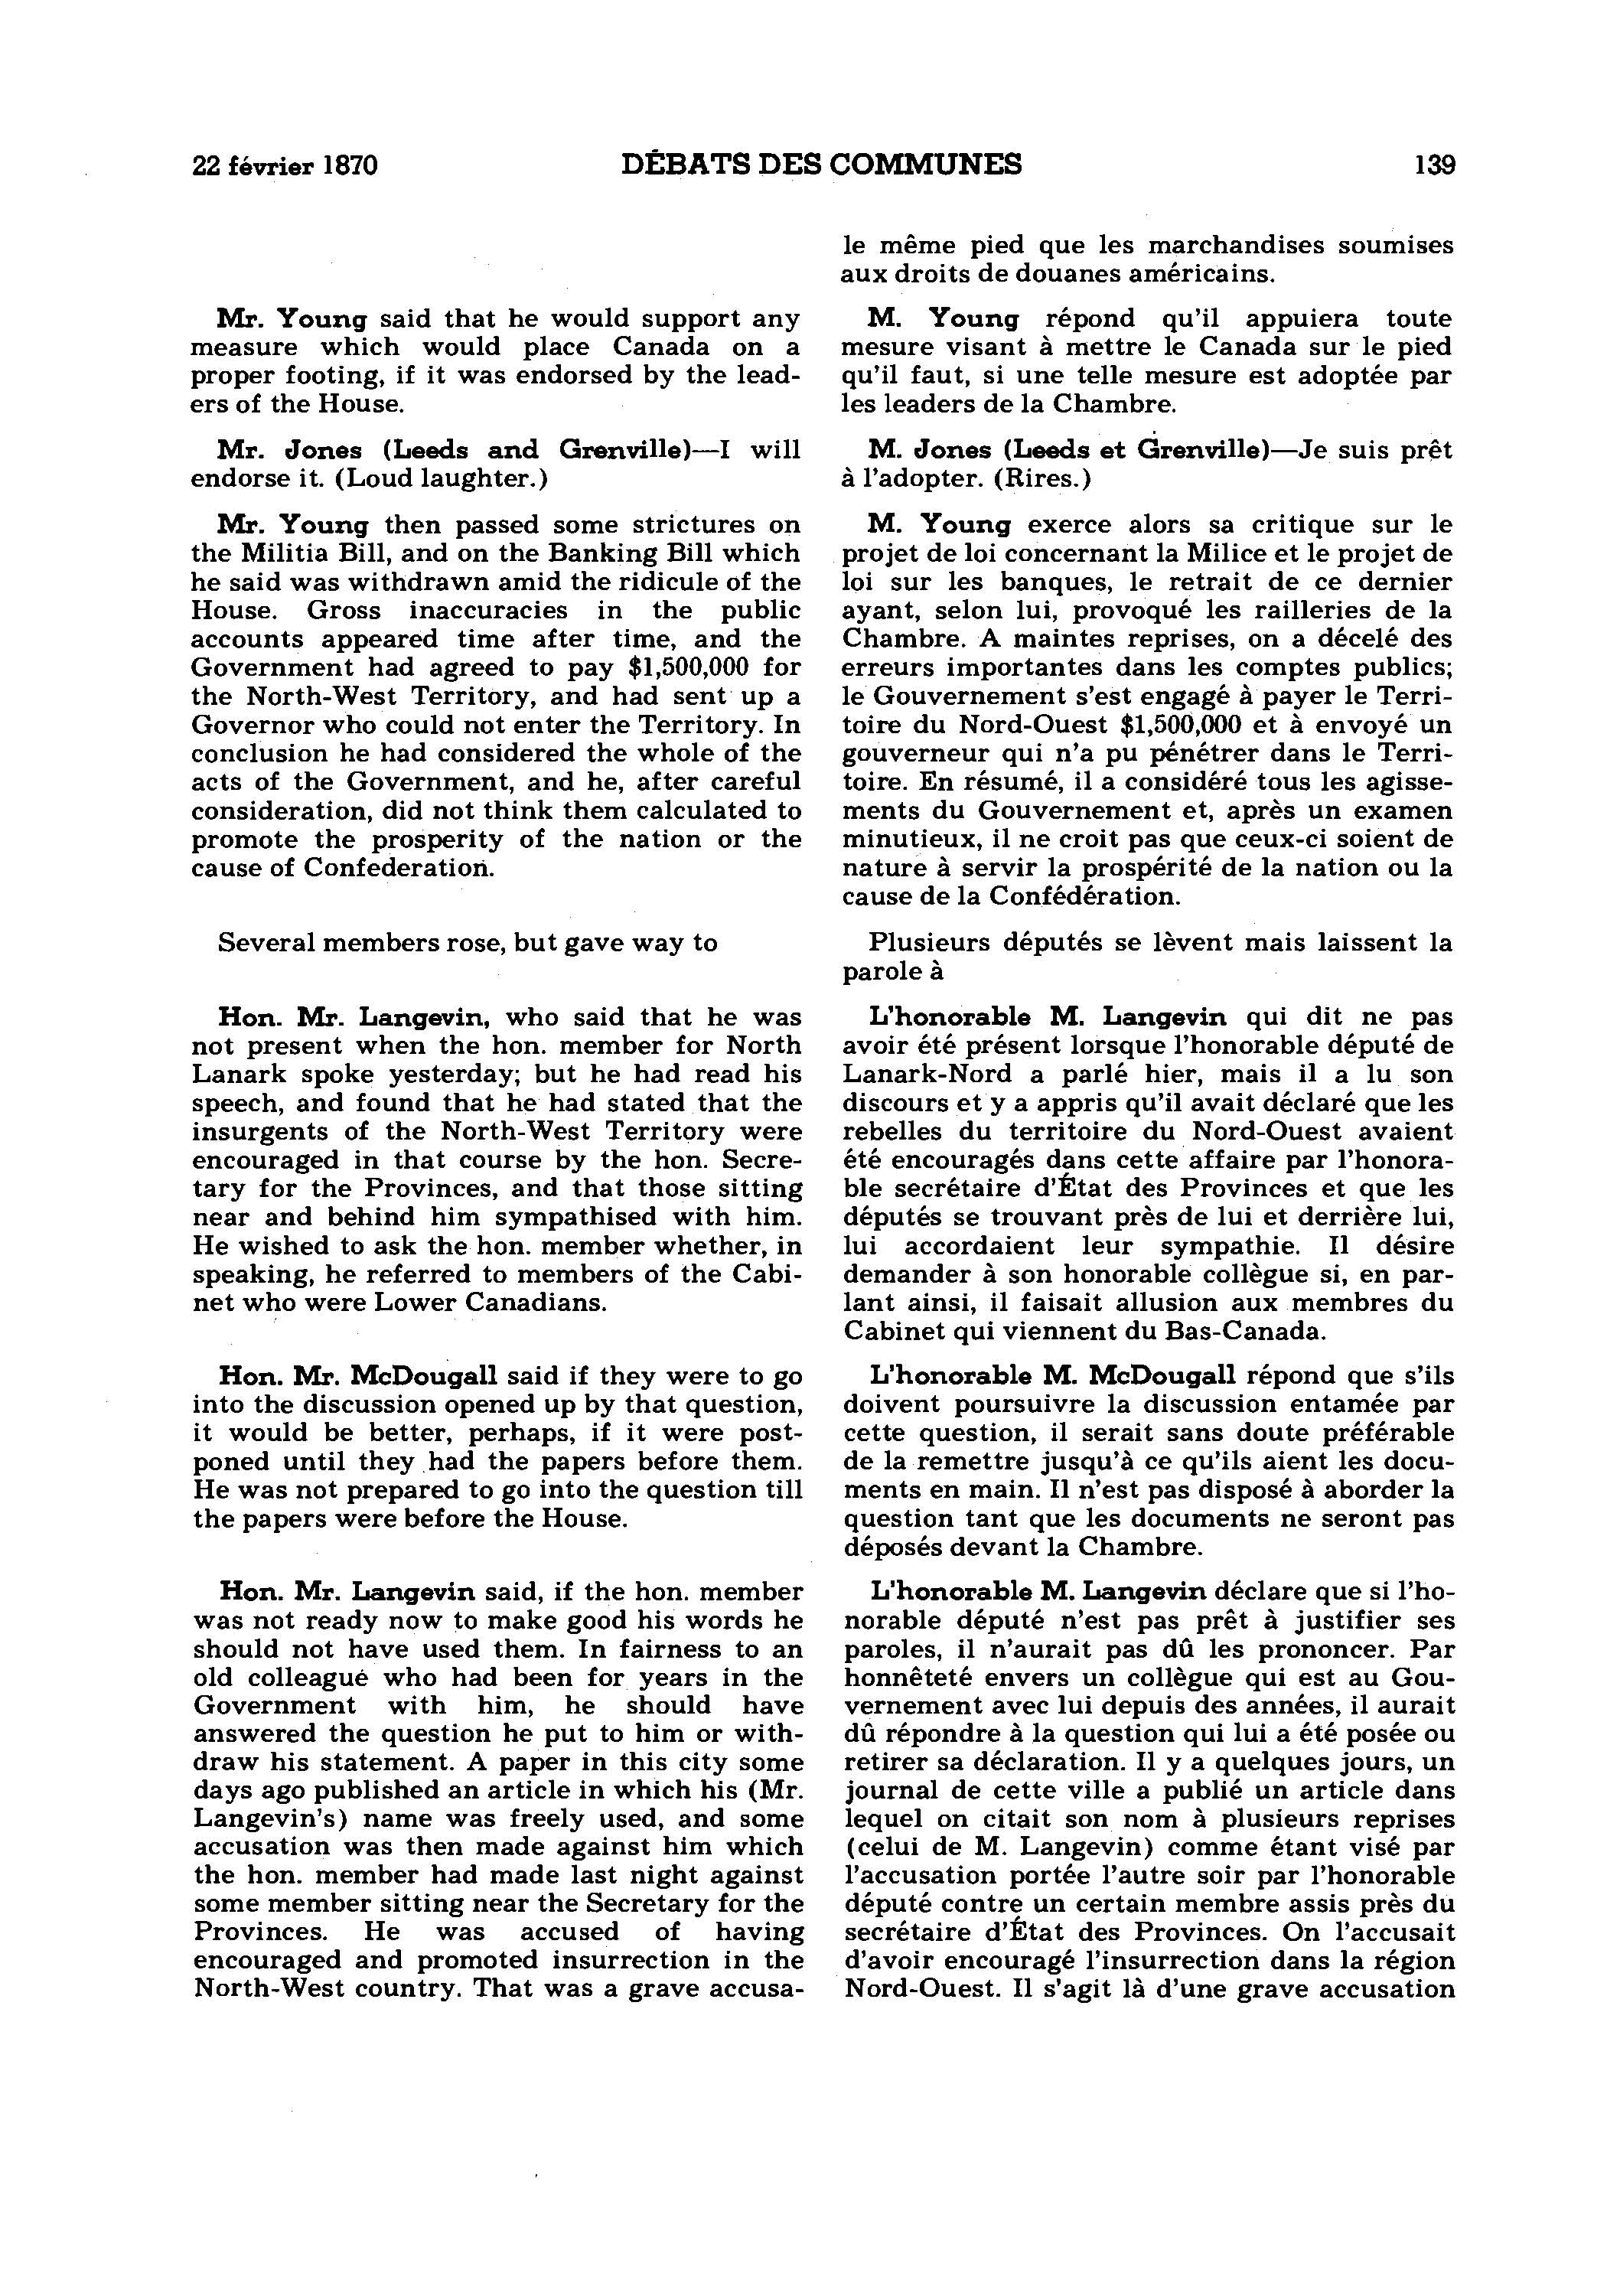 22 février 1870
DÉBATS DES COMMUNES
139
Mr. Young said that he would support any
measure which would place Canada on a
proper footing, if it was endorsed by the lead-
ers of the House.
Mr. Jones (Leeds and Grenville)—I will
endorse it. (Loud laughter.)
Mr. Young then passed some strictures on
the Militia Bill, and on the Banking Bill which
he said was withdrawn amid the ridicule of the
House. Gross inaccuracies in the public
accounts appeared time after time, and the
Government had agreed to pay $1,500,000 for
the North-West Territory, and had sent up a
Governor who could not enter the Territory. In
conclusion he had considered the whole of the
acts of the Government, and he, after careful
consideration, did not think them calculated to
promote the prosperity of the nation or the
cause of Confederation.
Several members rose, but gave way to
Hon. Mr. Langevin, who said that he was
not present when the hon. member for North
Lanark spoke yesterday; but he had read his
speech, and found that he had stated that the
insurgents of the North-West Territory were
encouraged in that course by the hon. Secre-
tary for the Provinces, and that those sitting
near and behind him sympathised with him.
He wished to ask the hon. member whether, in
speaking, he referred to members of the Cabi-
net who were Lower Canadians.
Hon. Mr. McDougall said if they were to go
into the discussion opened up by that question,
it would be better, perhaps, if it were post-
poned until they had the papers before them.
He was not prepared to go into the question till
the papers were before the House.
Hon. Mr. Langevin said, if the hon. member
was not ready now to make good his words he
should not have used them. In fairness to an
old colleague who had been for years in the
Government with him, he should have
answered the question he put to him or with-
draw his statement. A paper in this city some
days ago published an article in which his (Mr.
Langevin's) name was freely used, and some
accusation was then made against him which
the hon. member had made last night against
some member sitting near the Secretary for the
Provinces. He was accused of having
encouraged and promoted insurrection in the
North-West country. That was a grave accusa-
le même pied que les marchandises soumises
aux droits de douanes américains.
M. Young répond qu'il appuiera toute
mesure visant à mettre le Canada sur le pied
qu'il faut, si une telle mesure est adoptée par
les leaders de la Chambre.
M. Jones (Leeds et Grenville)—Je suis prêt
à l'adopter. (Rires.)
M. Young exerce alors sa critique sur le
projet de loi concernant la Milice et le projet de
loi sur les banques, le retrait de ce dernier
ayant, selon lui, provoqué les railleries de la
Chambre. A maintes reprises, on a décelé des
erreurs importantes dans les comptes publics;
le Gouvernement s'est engagé à payer le Terri-
toire du Nord-Ouest $1,500,000 et à envoyé un
gouverneur qui n'a pu pénétrer dans le Terri-
toire. En résumé, il a considéré tous les agisse-
ments du Gouvernement et, après un examen
minutieux, il ne croit pas que ceux-ci soient de
nature à servir la prospérité de la nation ou la
cause de la Confédération.
Plusieurs députés se lèvent mais laissent la
parole à
L'honorable M. Langevin qui dit ne pas
avoir été présent lorsque l'honorable député de
Lanark-Nord a parlé hier, mais il a lu son
discours et y a appris qu'il avait déclaré que les
rebelles du territoire du Nord-Ouest avaient
été encouragés dans cette affaire par l'honora-
ble secrétaire d'État des Provinces et que les
députés se trouvant près de lui et derrière lui,
lui accordaient leur sympathie. Il désire
demander à son honorable collègue si, en par-
lant ainsi, il faisait allusion aux membres du
Cabinet qui viennent du Bas-Canada.
L'honorable M. McDougall répond que s'ils
doivent poursuivre la discussion entamée par
cette question, il serait sans doute préférable
de la remettre jusqu'à ce qu'ils aient les docu-
ments en main. Il n'est pas disposé à aborder la
question tant que les documents ne seront pas
déposés devant la Chambre.
L'honorable M. Langevin déclare que si l'ho-
norable député n'est pas prêt à justifier ses
paroles, il n'aurait pas dû les prononcer. Par
honnêteté envers un collègue qui est au Gou-
vernement avec lui depuis des années, il aurait
dû répondre à la question qui lui a été posée ou
retirer sa déclaration. Il y a quelques jours, un
journal de cette ville a publié un article dans
lequel on citait son nom à plusieurs reprises
(celui de M. Langevin) comme étant visé par
l'accusation portée l'autre soir par l'honorable
député contre un certain membre assis près du
secrétaire d'État des Provinces. On l'accusait
d'avoir encouragé l'insurrection dans la région
Nord-Ouest. Il s'agit là d'une grave accusation